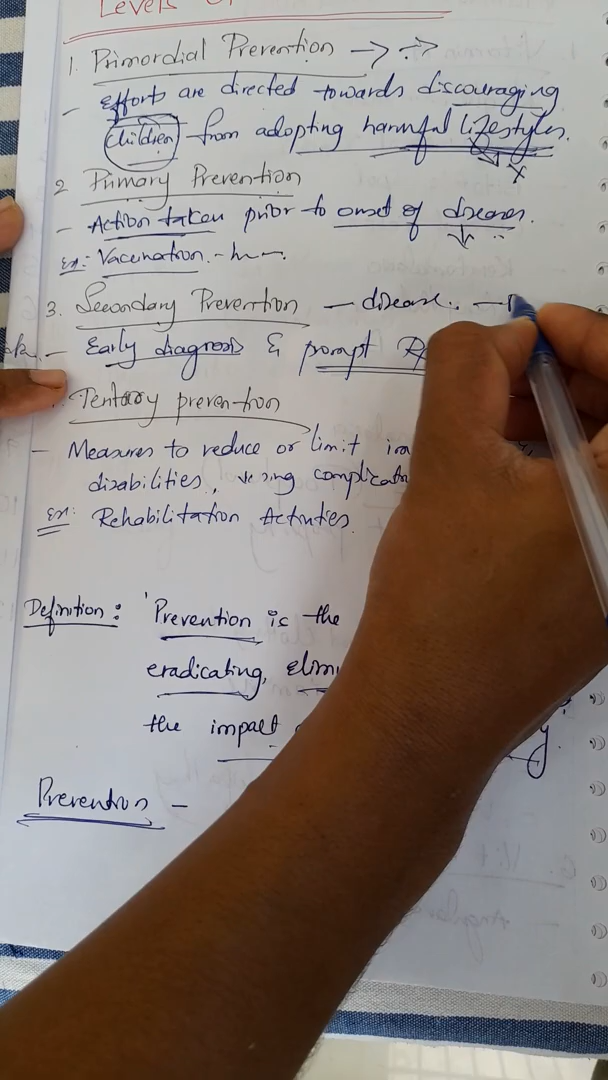 Levels
1. Primordial Prevention →
- Efforts are directed towards discouraging
children from adopting harmful lifestyles.
2 Primary Prevention
- Action taken prior to onset of diseases.
Ex:- Vaccination.
3. Secondary Prevention - disease. -
- Early diagnosis & prompt
Tertiary prevention
- Measures to reduce or limit
disabilities,
Ex: Rehabilitation Activities.
Definition: 'Prevention is the
eradicating,
the impact
Prevention -